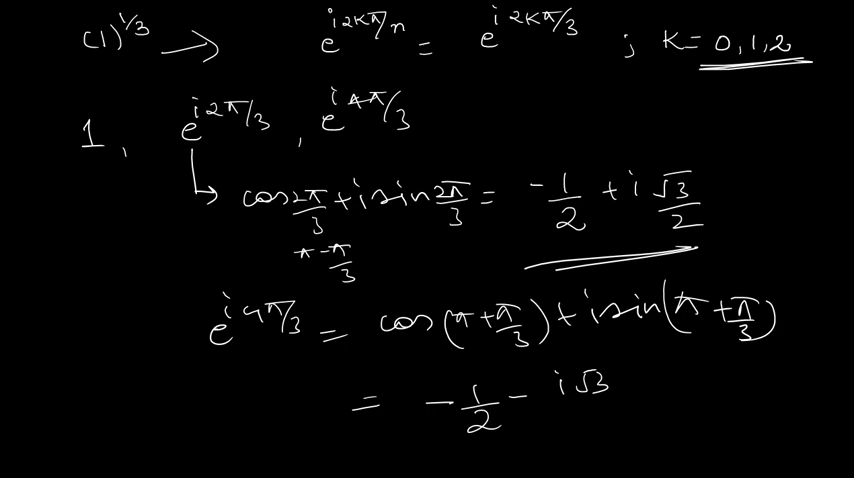 (1)^{1/3} → e^{i2kπ/n} = e^{i2kπ/3} ; K = 0, 1, 2
1, e^{i2π/3}, e^{i4π/3}
↳ cos 2π/3 + i sin 2π/3 = -1/2 + i √3/2
π - π/3
e^{i4π/3} = cos(π + π/3) + i sin(π + π/3)
= -1/2 - i√3